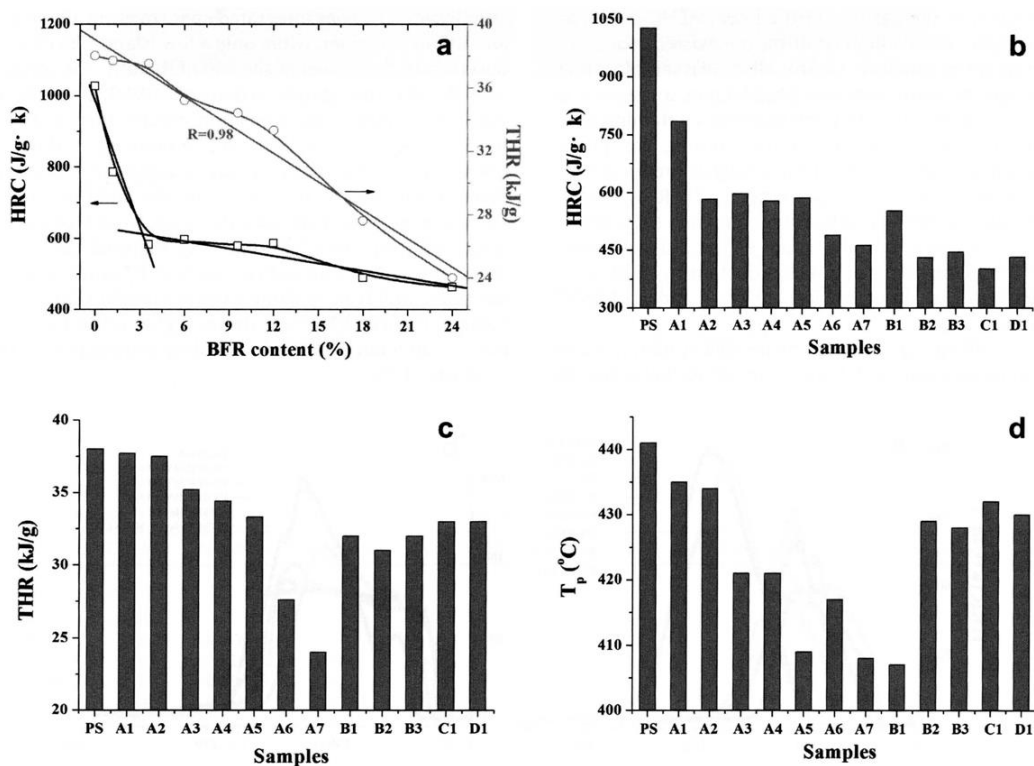 a
HRC (J/g· k)
1000
800
600
400
0 3 6 9 12 15 18 21 24
BFR content (%)
R=0.98
40
36
32
28
24
THR (kJ/g)
b
HRC (J/g· k)
1050
900
750
600
450
300
PS A1 A2 A3 A4 A5 A6 A7 B1 B2 B3 C1 D1
Samples
c
THR (kJ/g)
40
35
30
25
20
PS A1 A2 A3 A4 A5 A6 A7 B1 B2 B3 C1 D1
Samples
d
Tp (°C)
440
430
420
410
400
PS A1 A2 A3 A4 A5 A6 A7 B1 B2 B3 C1 D1
Samples